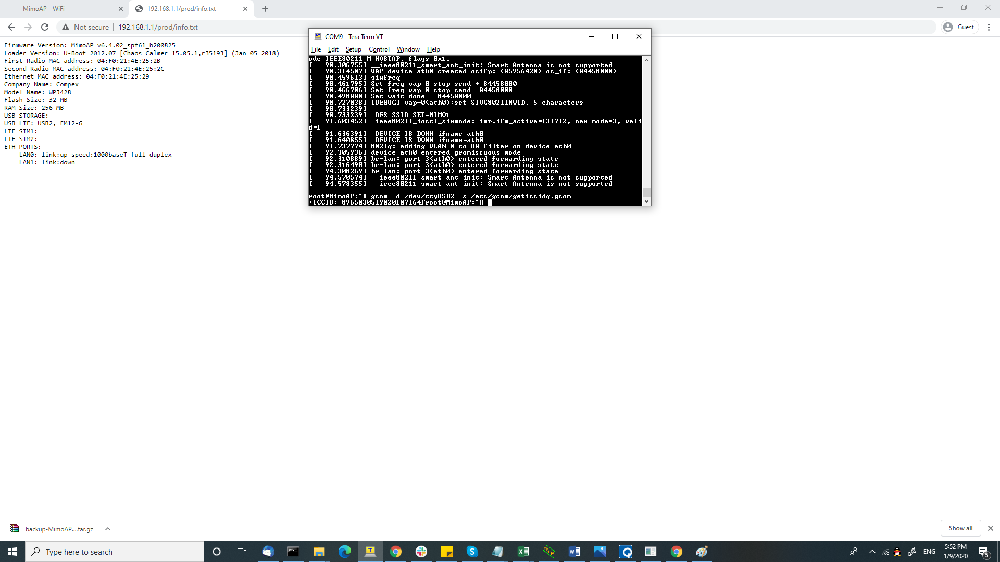 MimoAP - WiFi
192.168.1.1/prod/info.txt
Not secure
192.168.1.1/prod/info.txt
Guest
Firmware Version: MimoAP v6.4.02_spf61_b200825
Loader Version: U-Boot 2012.07 [Chaos Calmer 15.05.1,r35193] (Jan 05 2018)
First Radio MAC address: 04:F0:21:4E:25:2B
Second Radio MAC address: 04:F0:21:4E:25:2C
Ethernet MAC address: 04:F0:21:4E:25:29
Company Name: Compex
Model Name: WPJ428
Flash Size: 32 MB
RAM Size: 256 MB
USB STORAGE:
USB LTE: USB2, EM12-G
LTE SIM1:
LTE SIM2:
ETH PORTS:
LAN0: link:up speed:1000baseT full-duplex
LAN1: link:down
COM9 - Tera Term VT
File Edit Setup Control Window Help
ode=IEEE80211_M_HOSTAP, flags=0x1.
[   90.306755] __ieee80211_smart_ant_init: Smart Antenna is not supported
[   90.314507] VAP device ath0 created osifp: (85956420) os_if: (84458000)
[   90.459613] siwfreq
[   90.461795] Set freq vap 0 stop send + 84458000
[   90.466706] Set freq vap 0 stop send -84458000
[   90.498880] Set wait done --84458000
[   90.727038] [DEBUG] vap-0(ath0):set SIOC80211NWID, 5 characters
[   90.733239]
[   90.733239]  DES SSID SET=MIMO1
[   91.603452]  ieee80211_ioctl_siwmode: imr.ifm_active=131712, new mode=3, vali
d=1
[   91.636391]  DEVICE IS DOWN ifname=ath0
[   91.640855]  DEVICE IS DOWN ifname=ath0
[   91.737774] 8021q: adding VLAN 0 to HW filter on device ath0
[   92.305936] device ath0 entered promiscuous mode
[   92.310889] br-lan: port 3(ath0) entered forwarding state
[   92.316490] br-lan: port 3(ath0) entered forwarding state
[   94.308269] br-lan: port 3(ath0) entered forwarding state
[   94.570574] __ieee80211_smart_ant_init: Smart Antenna is not supported
[   94.578355] __ieee80211_smart_ant_init: Smart Antenna is not supported
root@MimoAP:~# gcom -d /dev/ttyUSB2 -s /etc/gcom/geticcidq.gcom
+ICCID: 8965030519020107164Froot@MimoAP:~#
backup-MimoAP....tar.gz
Show all
Type here to search
ENG
5:52 PM
1/9/2020
5